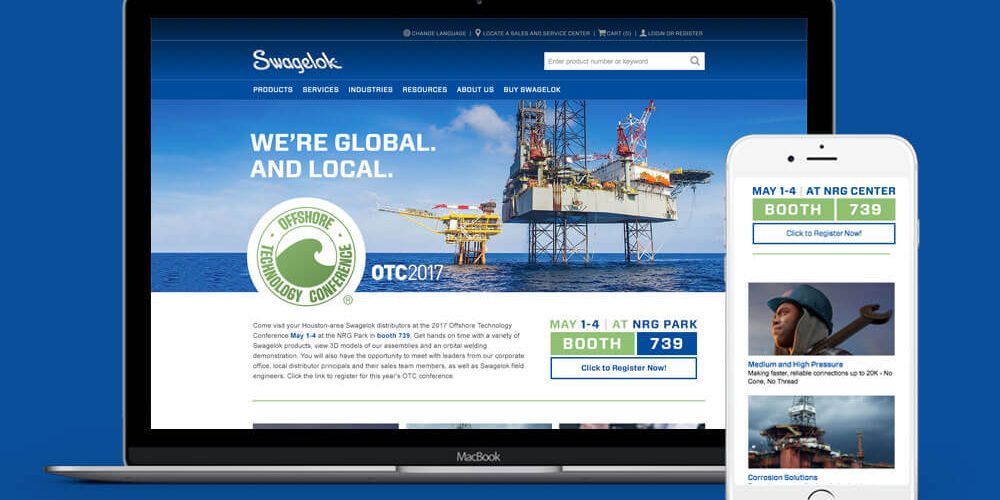 CHANGE LANGUAGE | LOCATE A SALES AND SERVICE CENTER | CART (0) | LOGIN OR REGISTER
Swagelok
Enter product number or keyword
PRODUCTS SERVICES INDUSTRIES RESOURCES ABOUT US BUY SWAGELOK
WE'RE GLOBAL.
AND LOCAL.
OFFSHORE
TECHNOLOGY CONFERENCE
®
OTC2017
Come visit your Houston-area Swagelok distributors at the 2017 Offshore Technology
Conference May 1-4 at the NRG Park in booth 739. Get hands on time with a variety of
Swagelok products, view 3D models of our assemblies and an orbital welding
demonstration. You will also have the opportunity to meet with leaders from our corporate
office, local distributor principals and their sales team members, as well as Swagelok field
engineers. Click the link to register for this year's OTC conference.
MAY 1-4 | AT NRG PARK
BOOTH 739
Click to Register Now!
MacBook
MAY 1-4 | AT NRG CENTER
BOOTH 739
Click to Register Now!
Medium and High Pressure
Making faster, reliable connections up to 20K - No
Cone, No Thread
Corrosion Solutions